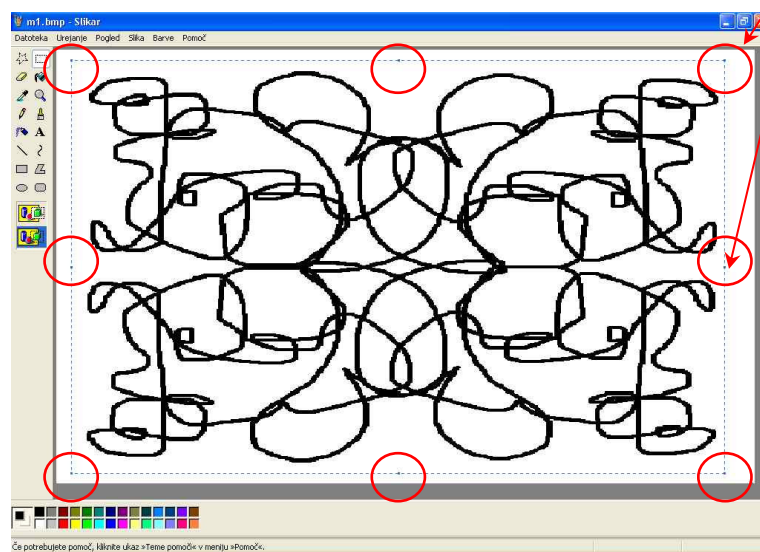 m1.bmp - Slikar
Datoteka Urejanje Pogled Slika Barve Pomoč
A
Če potrebujete pomoč, kliknite ukaz »Teme pomoči« v meniju »Pomoč«.